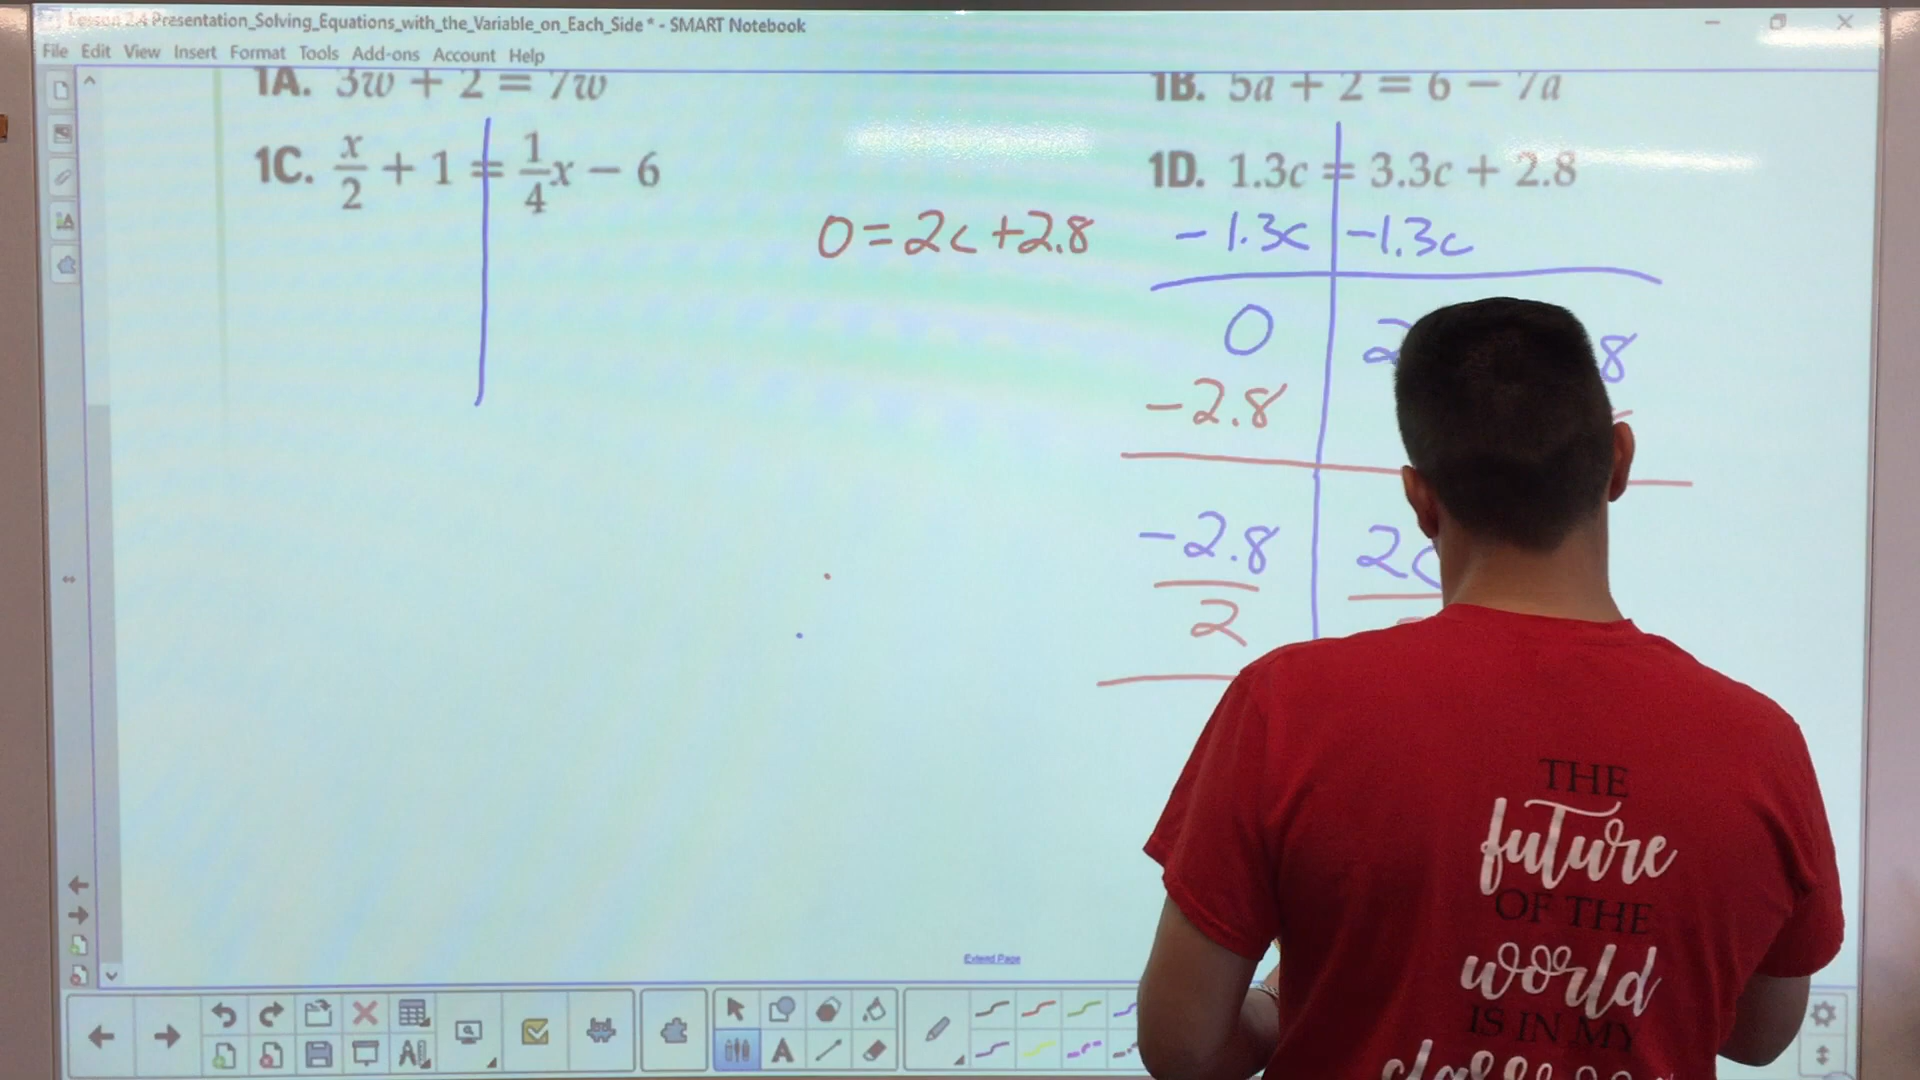 Lesson 2.4 Presentation_Solving_Equations_with_the_Variable_on_Each_Side * - SMART Notebook
File Edit View Insert Format Tools Add-ons Account Help
1A. 3w + 2 = 7w
1B. 5a + 2 = 6 − 7a
1C. x/2 + 1 = 1/4x − 6
1D. 1.3c = 3.3c + 2.8
0 = 2c + 2.8
− 1.3c −1.3c
0 2 8
−2.8
−2.8 2c
2
Extend Page
THE
future
OF THE
world
IS IN MY